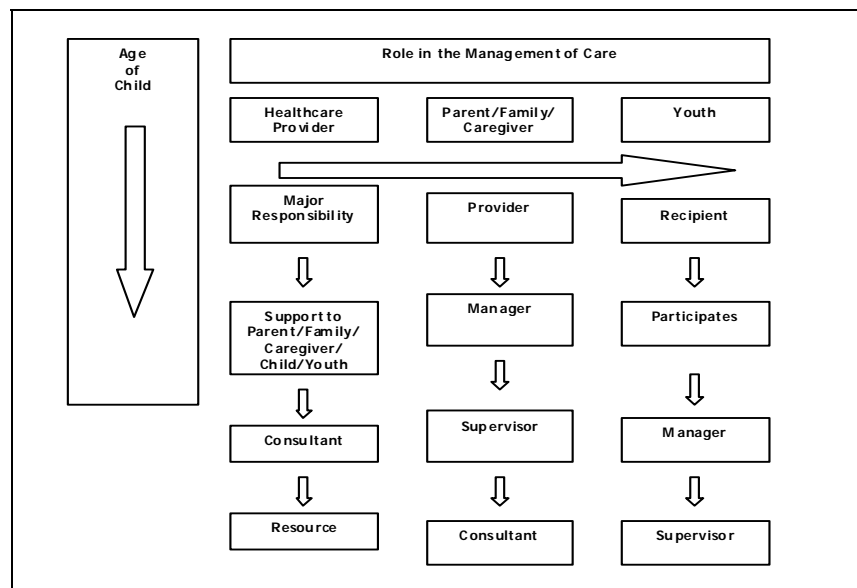 Age
of
Child
Role in the Management of Care
Healthcare
Provider
Parent/Family/
Caregiver
Youth
Major
Responsibility
Provider
Recipient
Support to
Parent/Family/
Caregiver/
Child/Youth
Manager
Participates
Consultant
Supervisor
Manager
Resource
Consultant
Supervisor